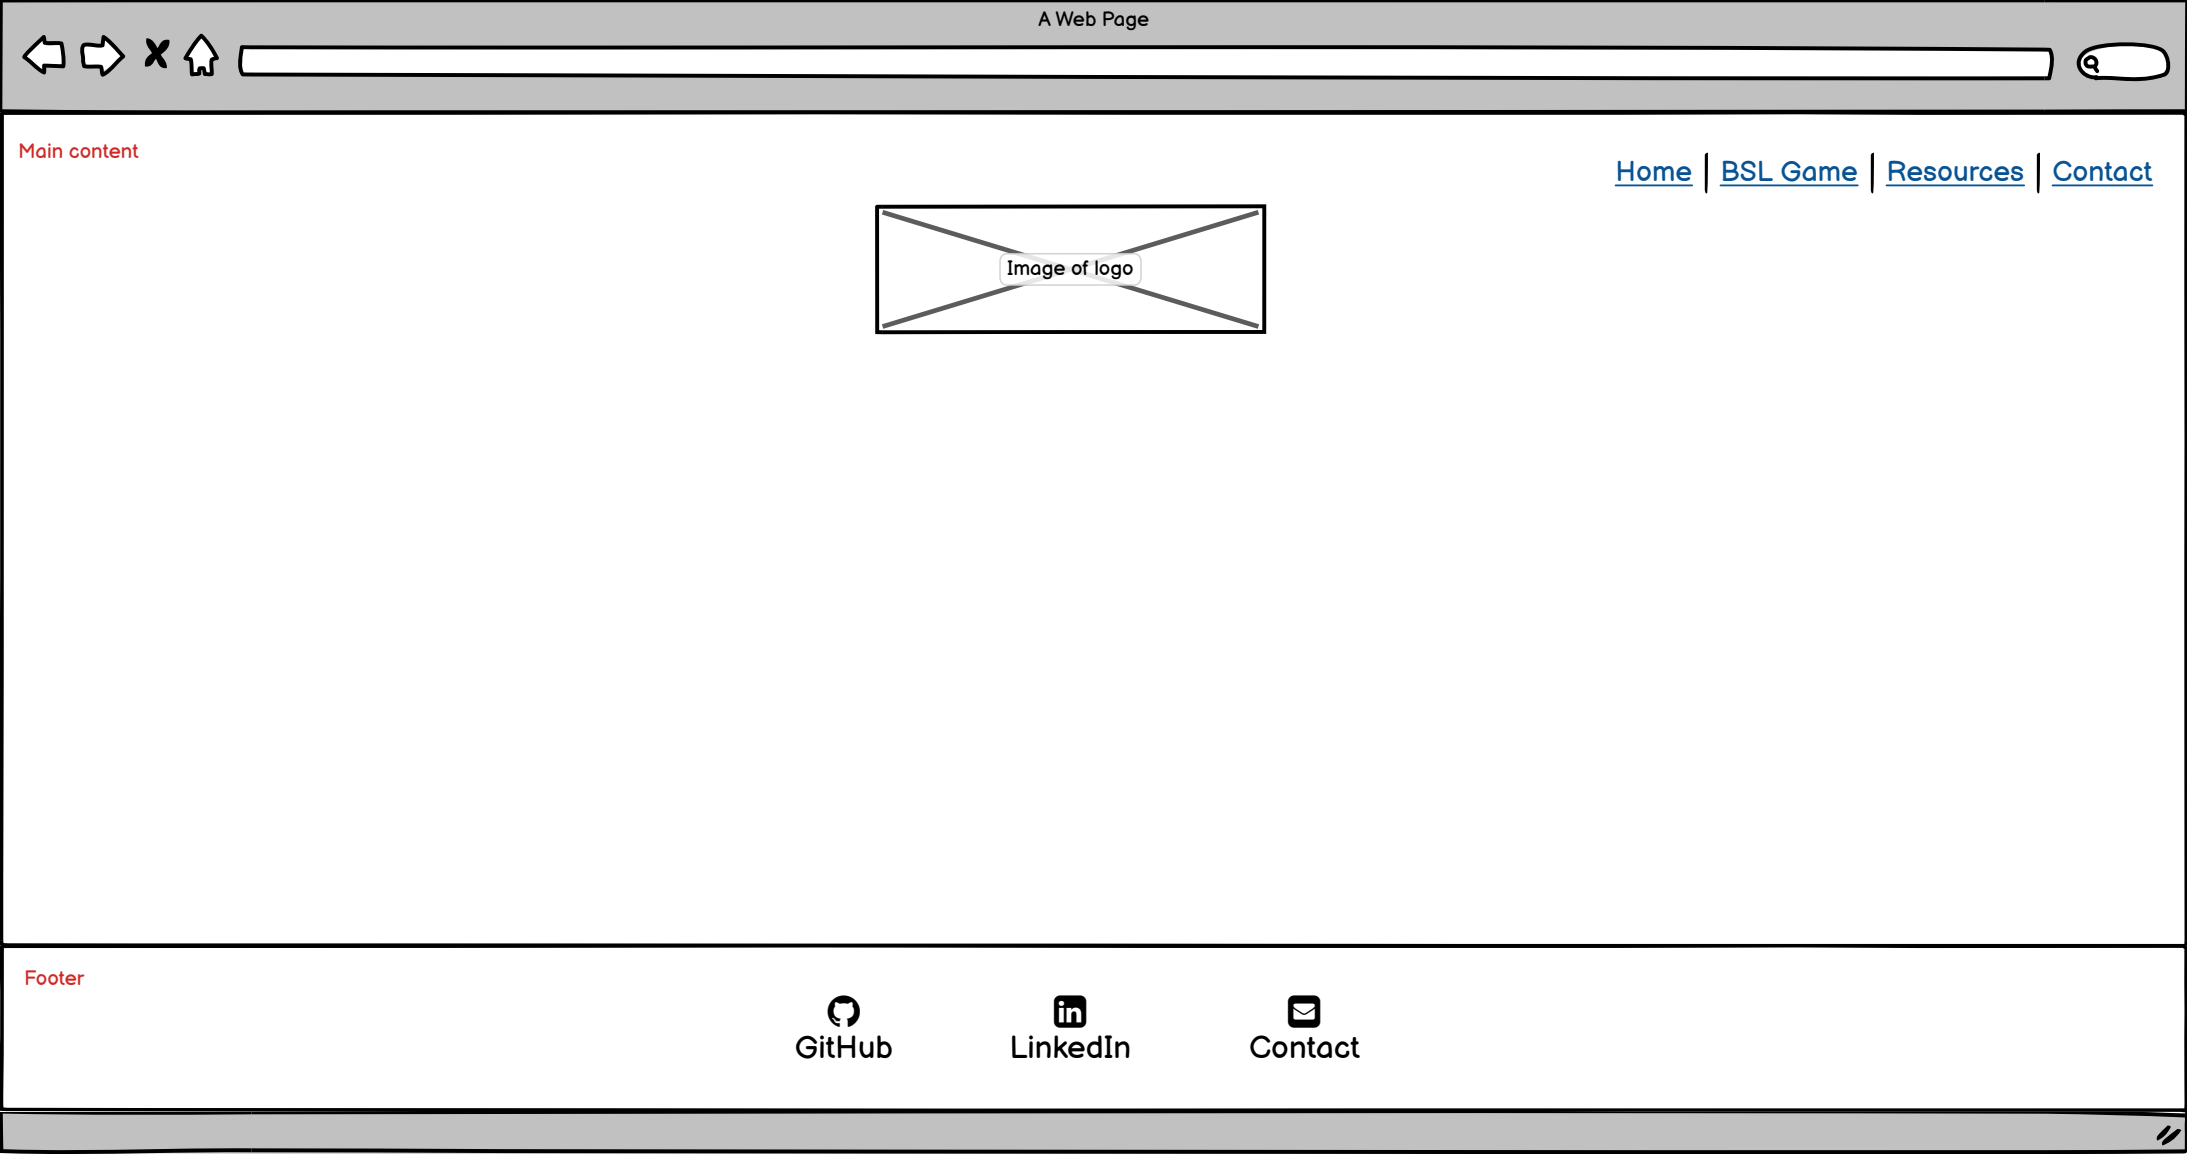 A Web Page
Main content
Home | BSL Game | Resources | Contact
Image of logo
Footer
GitHub LinkedIn Contact